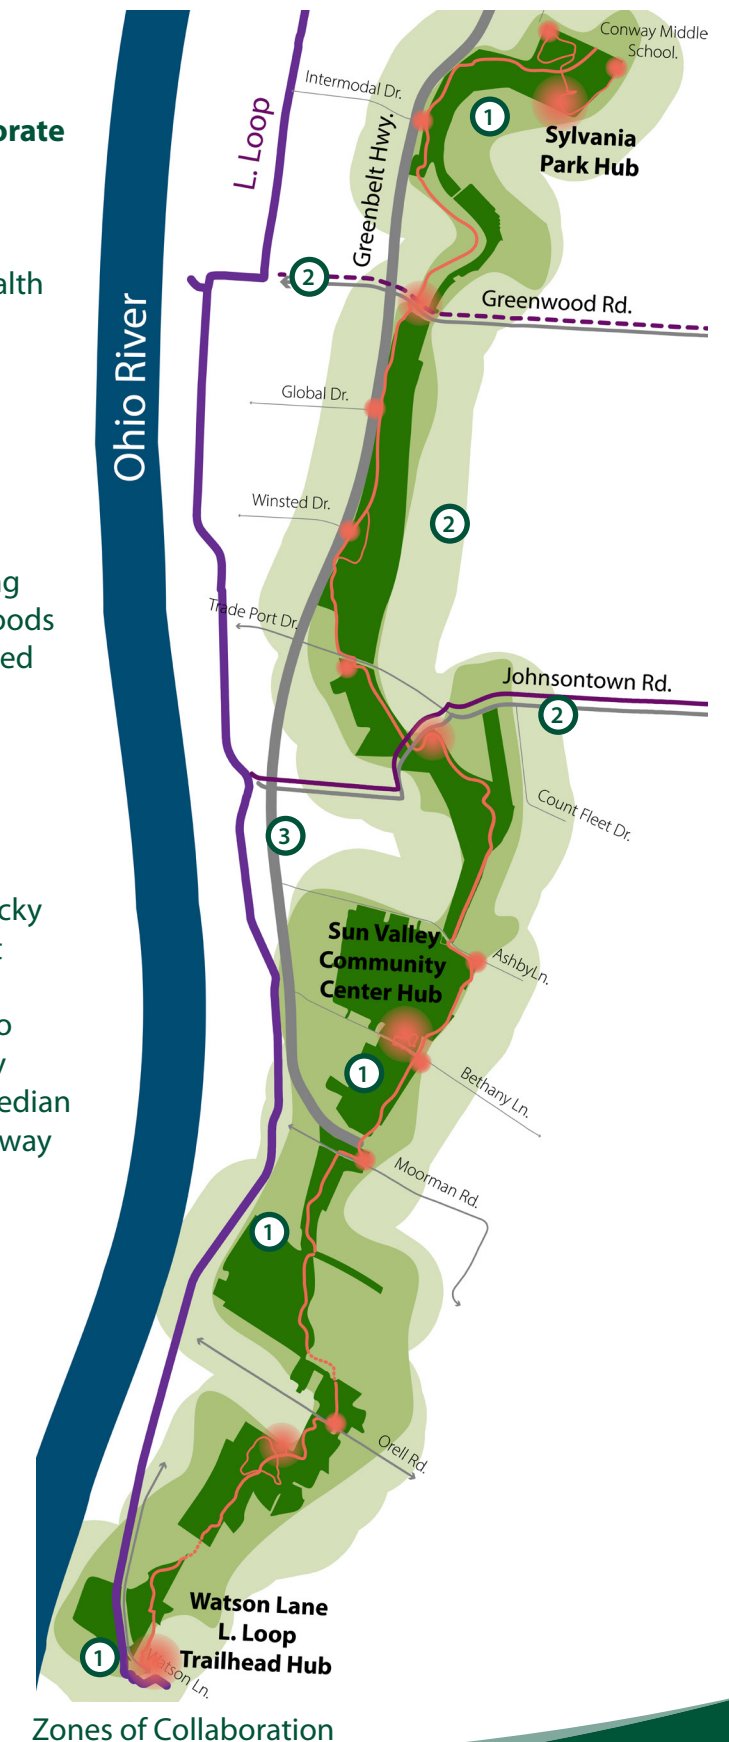 orate
alth
ng
oods
ed
cky
t
o
y
edian
way
Conway Middle
School.
Intermodal Dr.
1
Sylvania
Park Hub
L. Loop
Greenbelt Hwy.
2
Greenwood Rd.
Ohio River
Global Dr.
Winsted Dr.
2
Trade Port Dr.
Johnsontown Rd.
2
Count Fleet Dr.
3
Sun Valley
Community
Center Hub
AshbyLn.
1
Bethany Ln.
Moorman Rd.
1
Orell Rd.
Watson Lane
L. Loop
Trailhead Hub
1
Watson Ln.
Zones of Collaboration